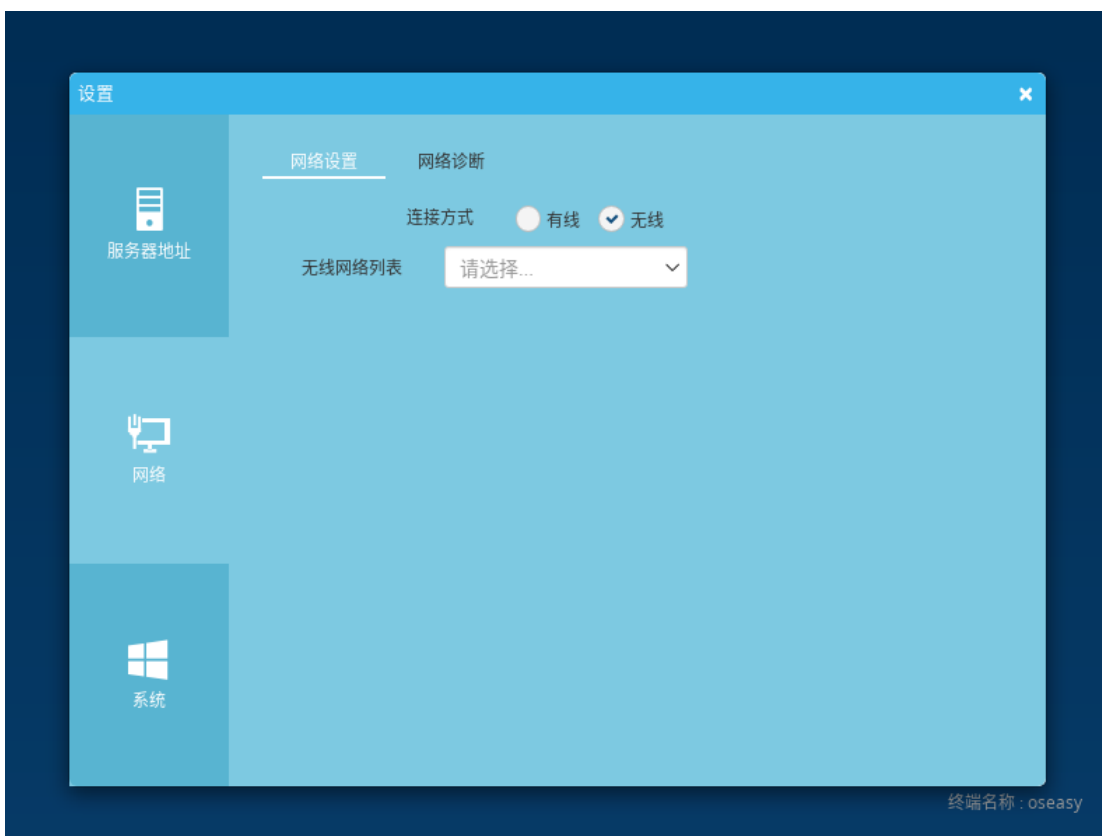 设置
网络设置 网络诊断
连接方式 有线 无线
服务器地址
无线网络列表 请选择...
网络
系统
终端名称 : oseasy